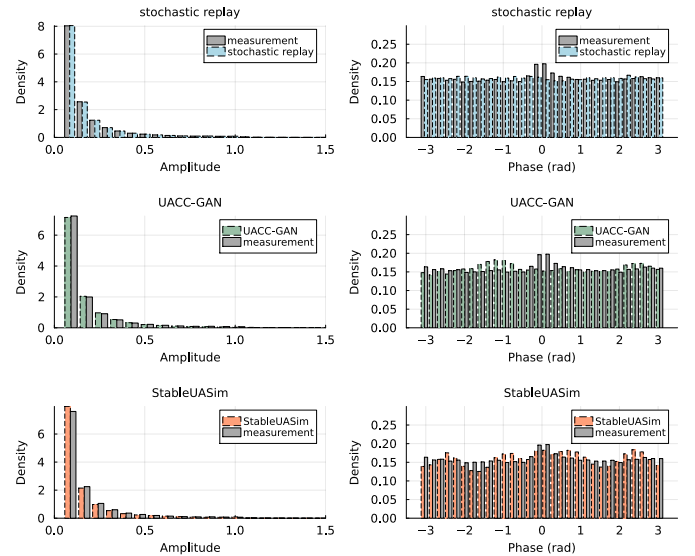 stochastic replay
8
6
4
2
0
Density
measurement
stochastic replay
0.0 0.5 1.0 1.5
Amplitude
stochastic replay
0.25
0.20
0.15
0.10
0.05
0.00
Density
measurement
stochastic replay
−3 −2 −1 0 1 2 3
Phase (rad)
UACC-GAN
6
4
2
0
Density
UACC-GAN
measurement
0.0 0.5 1.0 1.5
Amplitude
UACC-GAN
0.25
0.20
0.15
0.10
0.05
0.00
Density
UACC-GAN
measurement
−3 −2 −1 0 1 2 3
Phase (rad)
StableUASim
6
4
2
0
Density
StableUASim
measurement
0.0 0.5 1.0 1.5
Amplitude
StableUASim
0.25
0.20
0.15
0.10
0.05
0.00
Density
StableUASim
measurement
−3 −2 −1 0 1 2 3
Phase (rad)